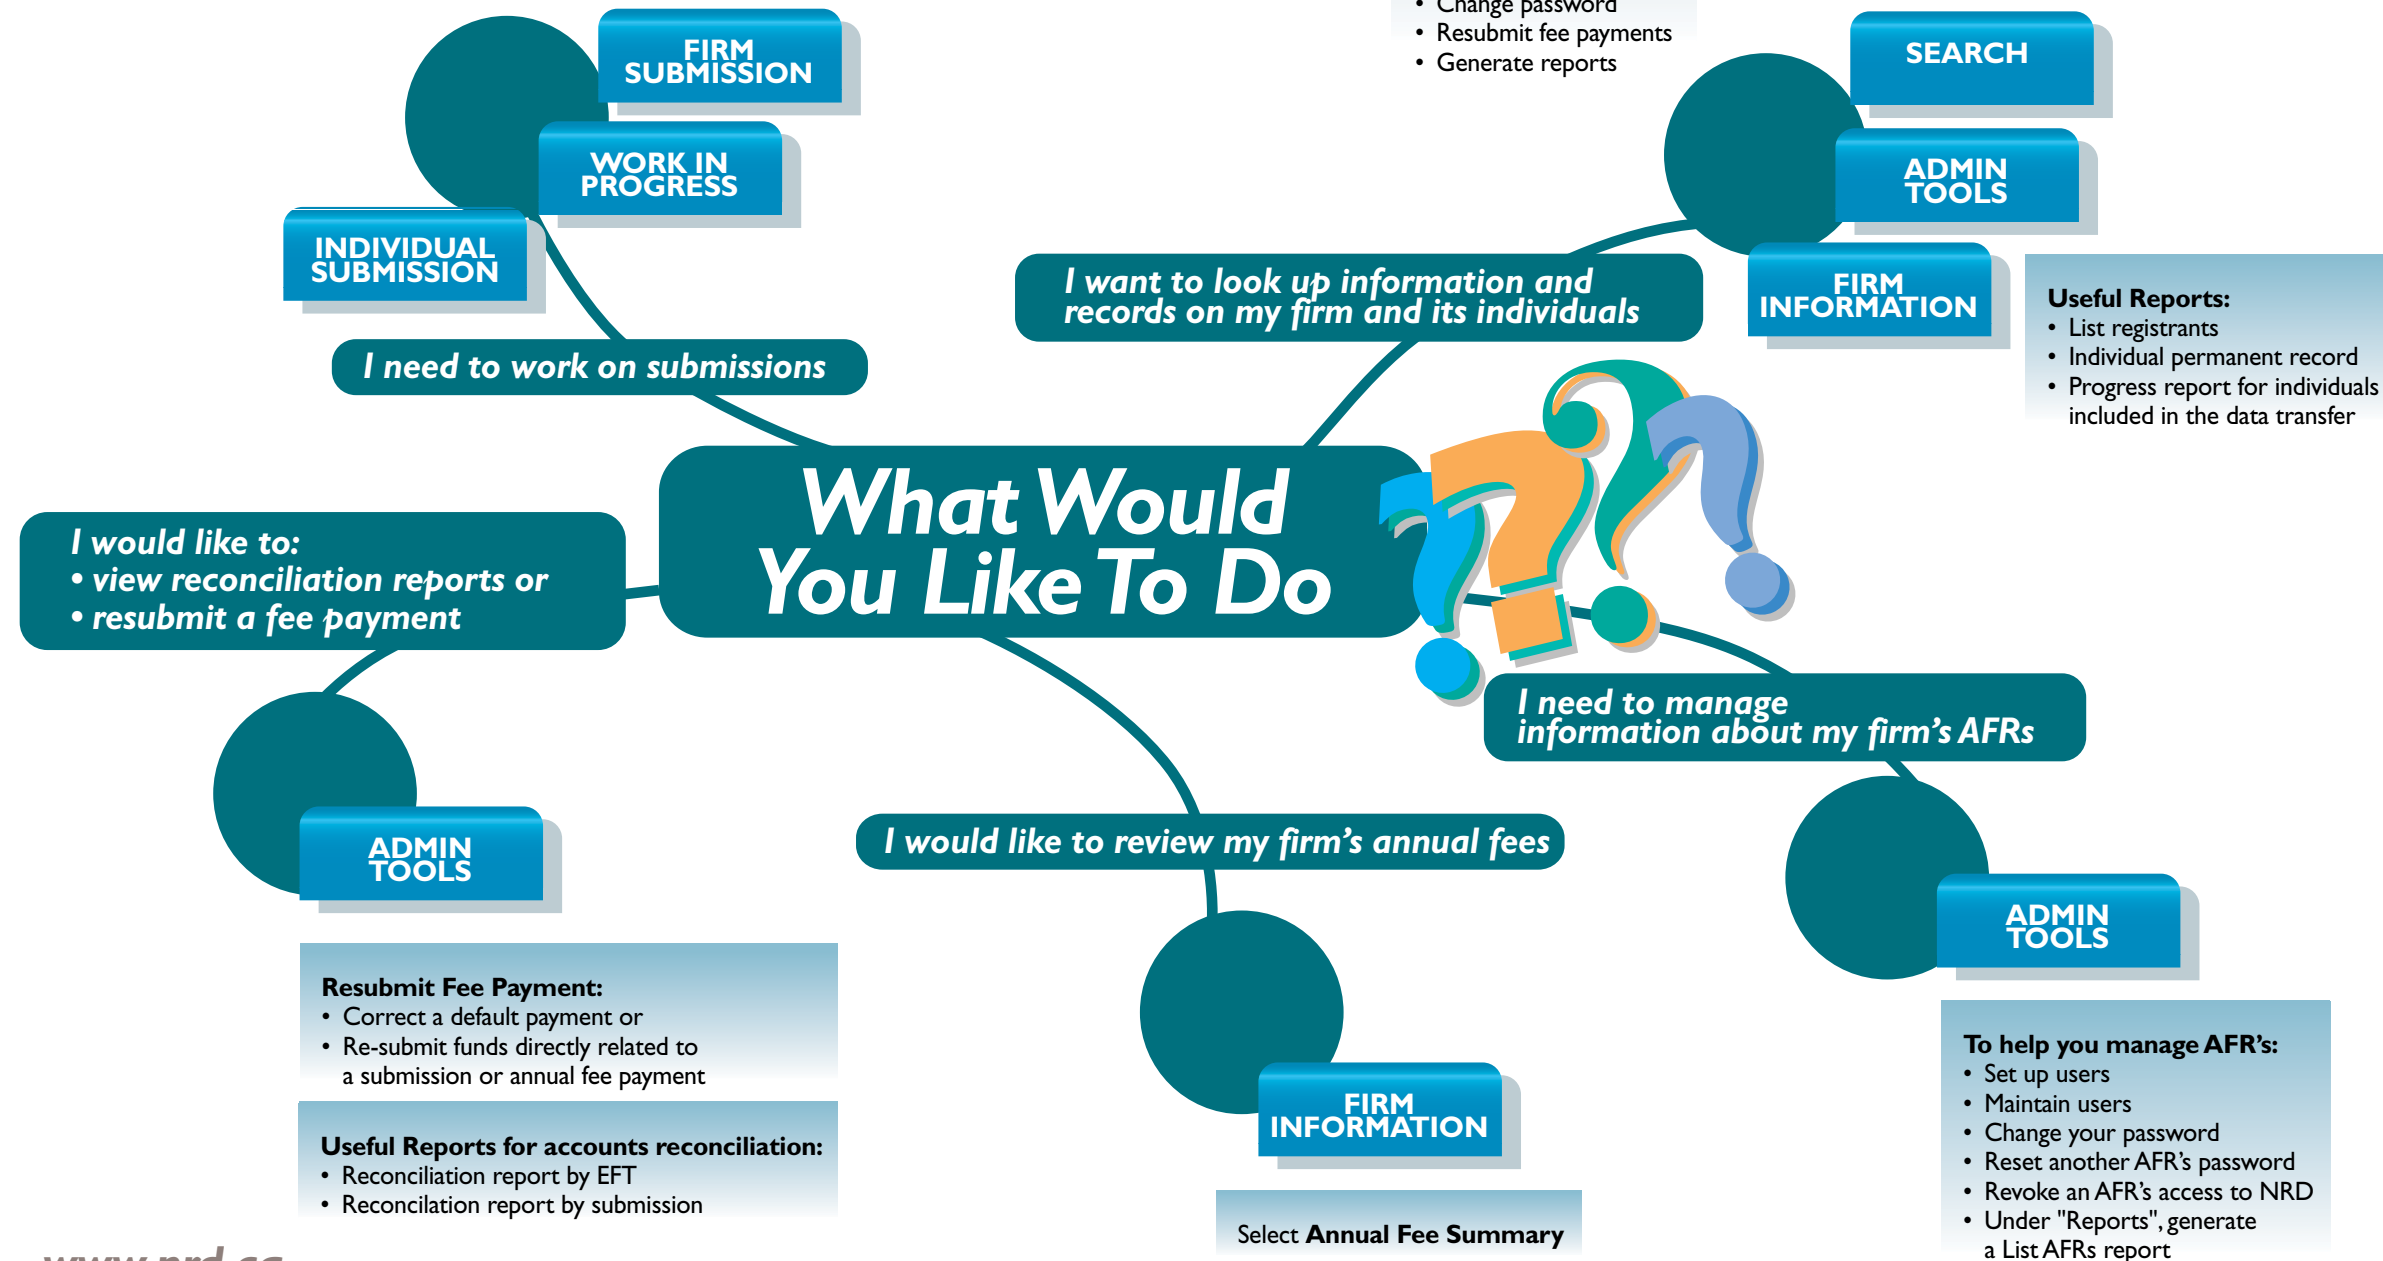 • Change password
• Resubmit fee payments
• Generate reports
FIRM
SUBMISSION
WORK IN
PROGRESS
INDIVIDUAL
SUBMISSION
I need to work on submissions
SEARCH
ADMIN
TOOLS
FIRM
INFORMATION
I want to look up information and
records on my firm and its individuals
Useful Reports:
• List registrants
• Individual permanent record
• Progress report for individuals
included in the data transfer
What Would
You Like To Do
I would like to:
• view reconciliation reports or
• resubmit a fee payment
ADMIN
TOOLS
Resubmit Fee Payment:
• Correct a default payment or
• Re-submit funds directly related to
a submission or annual fee payment
Useful Reports for accounts reconciliation:
• Reconciliation report by EFT
• Reconcilation report by submission
I would like to review my firm's annual fees
FIRM
INFORMATION
Select Annual Fee Summary
I need to manage
information about my firm's AFRs
ADMIN
TOOLS
To help you manage AFR's:
• Set up users
• Maintain users
• Change your password
• Reset another AFR's password
• Revoke an AFR's access to NRD
• Under "Reports", generate
a List AFRs report
www.nrd.ca